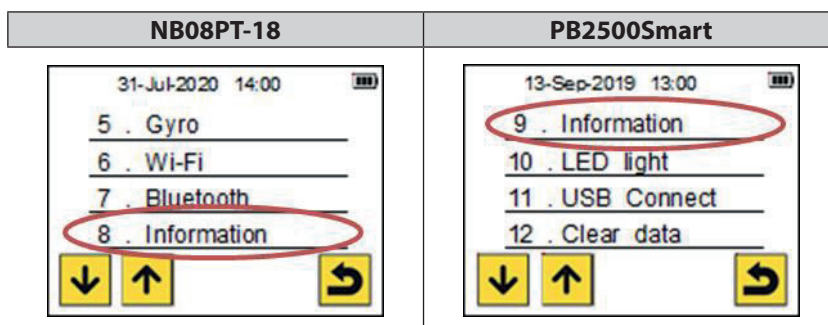 NB08PT-18
PB2500Smart
31-Jul-2020 14:00
5 . Gyro
6 . Wi-Fi
7 . Bluetooth
8 . Information
13-Sep-2019 13:00
9 . Information
10 . LED light
11 . USB Connect
12 . Clear data